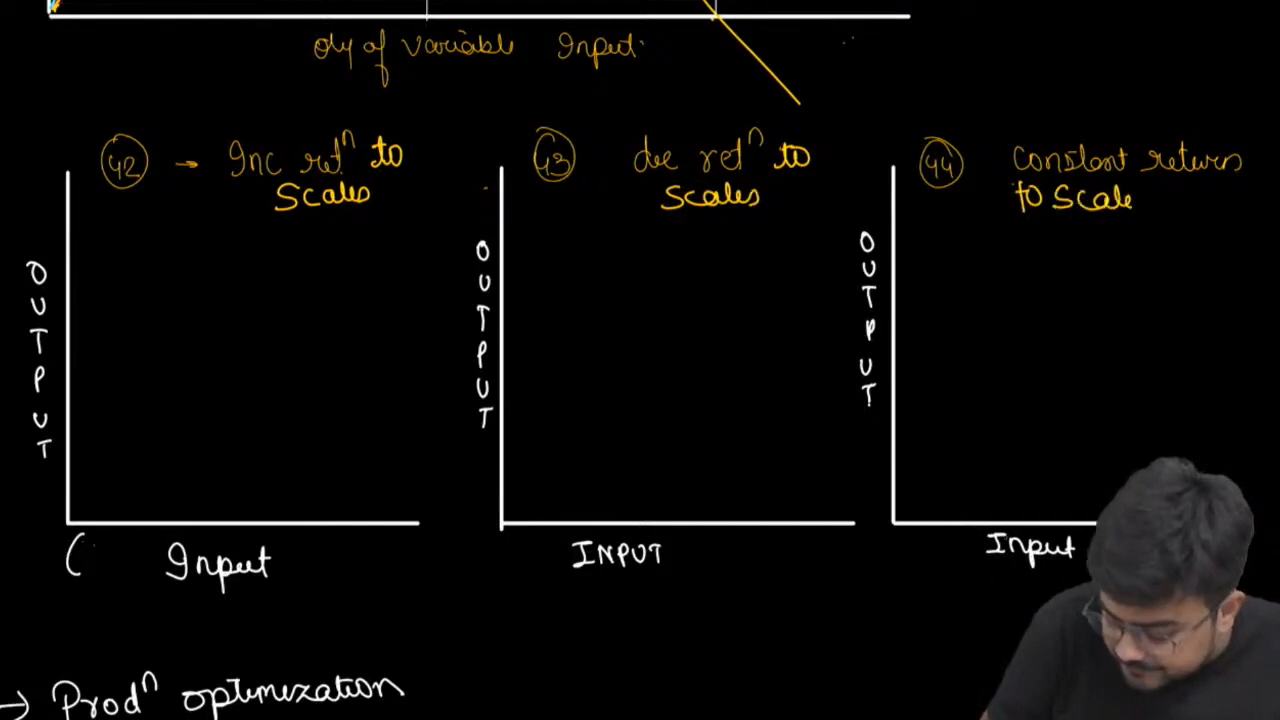 Qty of variable Input
42 → Inc retⁿ to
Scales
43 dec retⁿ to
Scales
44 constant returns
to Scale
OUTPUT
OUTPUT
OUTPUT
( Input
INPUT
Input
→ Prodⁿ optimization